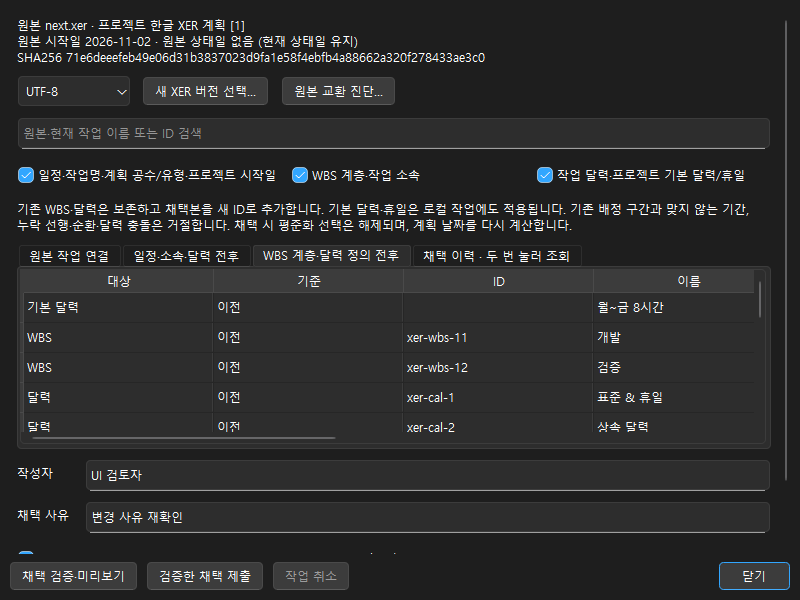 원본 next.xer · 프로젝트 한글 XER 계획 [1]
원본 시작일 2026-11-02 · 원본 상태일 없음 (현재 상태일 유지)
SHA256 71e6deeefeb49e06d31b3837023d9fa1e58f4ebfb4a88662a320f278433ae3c0
UTF-8 새 XER 버전 선택... 원본 교환 진단...
원본·현재 작업 이름 또는 ID 검색
일정·작업명·계획 공수/유형·프로젝트 시작일 WBS 계층·작업 소속 작업 달력·프로젝트 기본 달력/휴일
기존 WBS·달력은 보존하고 채택본을 새 ID로 추가합니다. 기본 달력·휴일은 로컬 작업에도 적용됩니다. 기존 배정 구간과 맞지 않는 기간,
누락 선행·순환·달력 충돌은 거절합니다. 채택 시 평준화 선택은 해제되며, 계획 날짜를 다시 계산합니다.
원본 작업 연결 일정·소속·달력 전후 WBS 계층·달력 정의 전후 채택 이력 · 두 번 눌러 조회
대상 기준 ID 이름
기본 달력 이전 월~금 8시간
WBS 이전 xer-wbs-11 개발
WBS 이전 xer-wbs-12 검증
달력 이전 xer-cal-1 표준 & 휴일
달력 이전 xer-cal-2 상속 달력
작성자 UI 검토자
채택 사유 변경 사유 재확인
채택 검증·미리보기 검증한 채택 제출 작업 취소 닫기